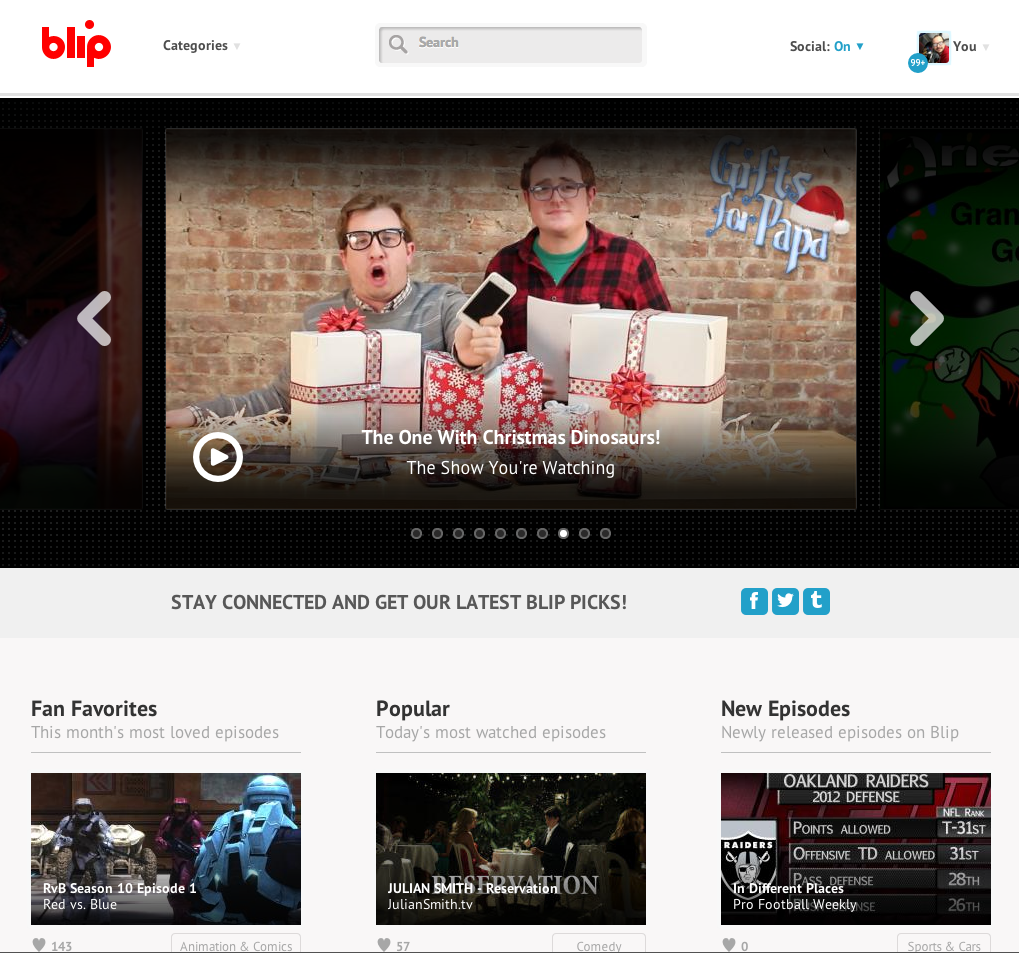 blip
Categories ▼
Search
Social: On ▼
99+
You ▼
Gifts
for Papa
Gran
The One With Christmas Dinosaurs!
The Show You're Watching
STAY CONNECTED AND GET OUR LATEST BLIP PICKS!
f
t
Fan Favorites
This month's most loved episodes
RvB Season 10 Episode 1
Red vs. Blue
143
Animation & Comics
Popular
Today's most watched episodes
RESERVATION
JULIAN SMITH - Reservation
JulianSmith.tv
57
Comedy
New Episodes
Newly released episodes on Blip
OAKLAND RAIDERS
2012 DEFENSE
NFL RANK
POINTS ALLOWED T-31ST
OFFENSIVE TD ALLOWED 31ST
PASS DEFENSE 28TH
DEFENSE 26TH
RAIDERS
In Different Places
Pro Football Weekly
0
Sports & Cars